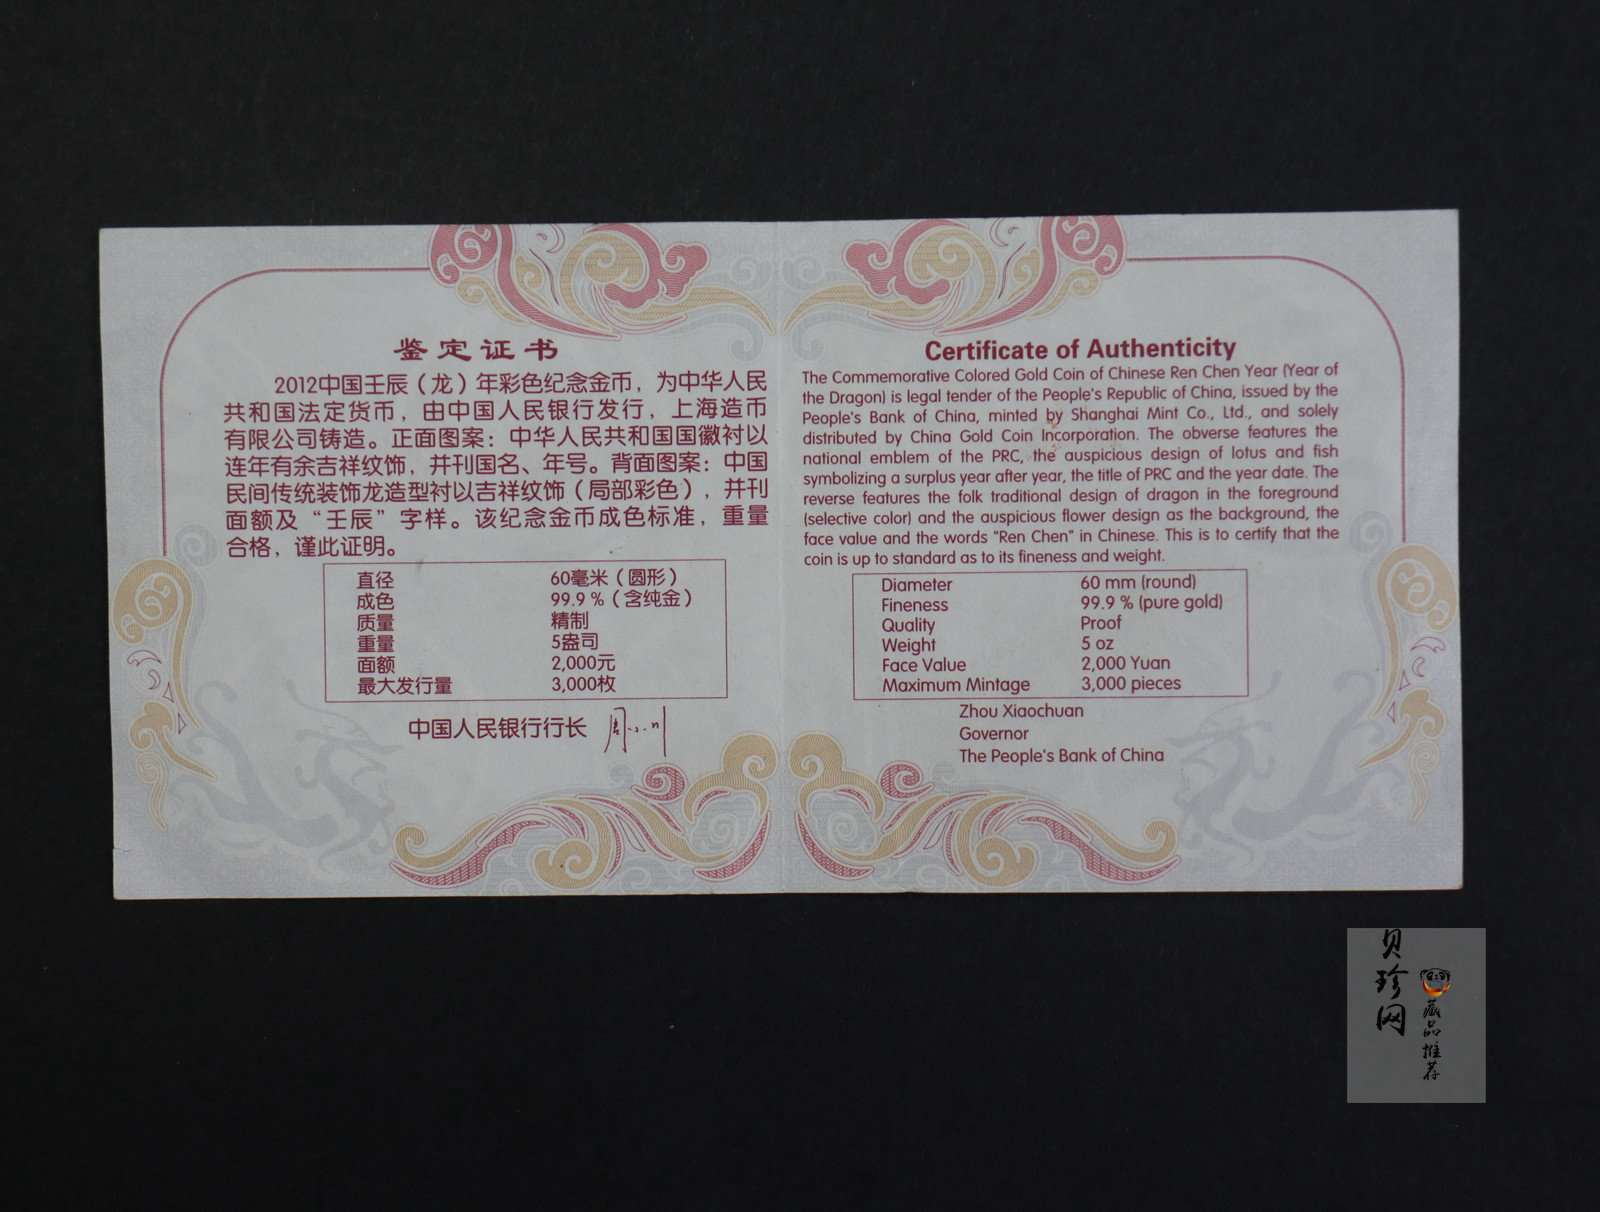 鉴定证书
2012中国壬辰（龙）年彩色纪念金币，为中华人民
共和国法定货币，由中国人民银行发行，上海造币
有限公司铸造。正面图案：中华人民共和国国徽衬以
连年有余吉祥纹饰，并刊国名、年号。背面图案：中国
民间传统装饰龙造型衬以吉祥纹饰（局部彩色），并刊
面额及“壬辰”字样。该纪念金币成色标准，重量
合格，谨此证明。
直径 60毫米（圆形）
成色 99.9 %（含纯金）
质量 精制
重量 5盎司
面额 2,000元
最大发行量 3,000枚
中国人民银行行长 周小川
Certificate of Authenticity
The Commemorative Colored Gold Coin of Chinese Ren Chen Year (Year of
the Dragon) is legal tender of the People's Republic of China, issued by the
People's Bank of China, minted by Shanghai Mint Co., Ltd., and solely
distributed by China Gold Coin Incorporation. The obverse features the
national emblem of the PRC, the auspicious design of lotus and fish
symbolizing a surplus year after year, the title of PRC and the year date. The
reverse features the folk traditional design of dragon in the foreground
(selective color) and the auspicious flower design as the background, the
face value and the words "Ren Chen" in Chinese. This is to certify that the
coin is up to standard as to its fineness and weight.
Diameter 60 mm (round)
Fineness 99.9 % (pure gold)
Quality Proof
Weight 5 oz
Face Value 2,000 Yuan
Maximum Mintage 3,000 pieces
Zhou Xiaochuan
Governor
The People's Bank of China
贝珍网
藏品推荐